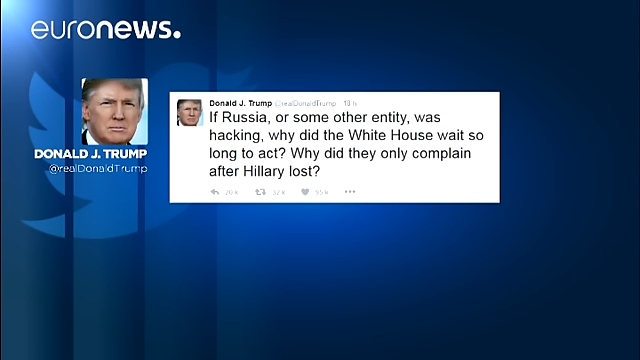 euronews.
DONALD J. TRUMP
@realDonaldTrump
Donald J. Trump @realDonaldTrump
If Russia, or some other entity, was
hacking, why did the White House wait so
long to act? Why did they only complain
after Hillary lost?